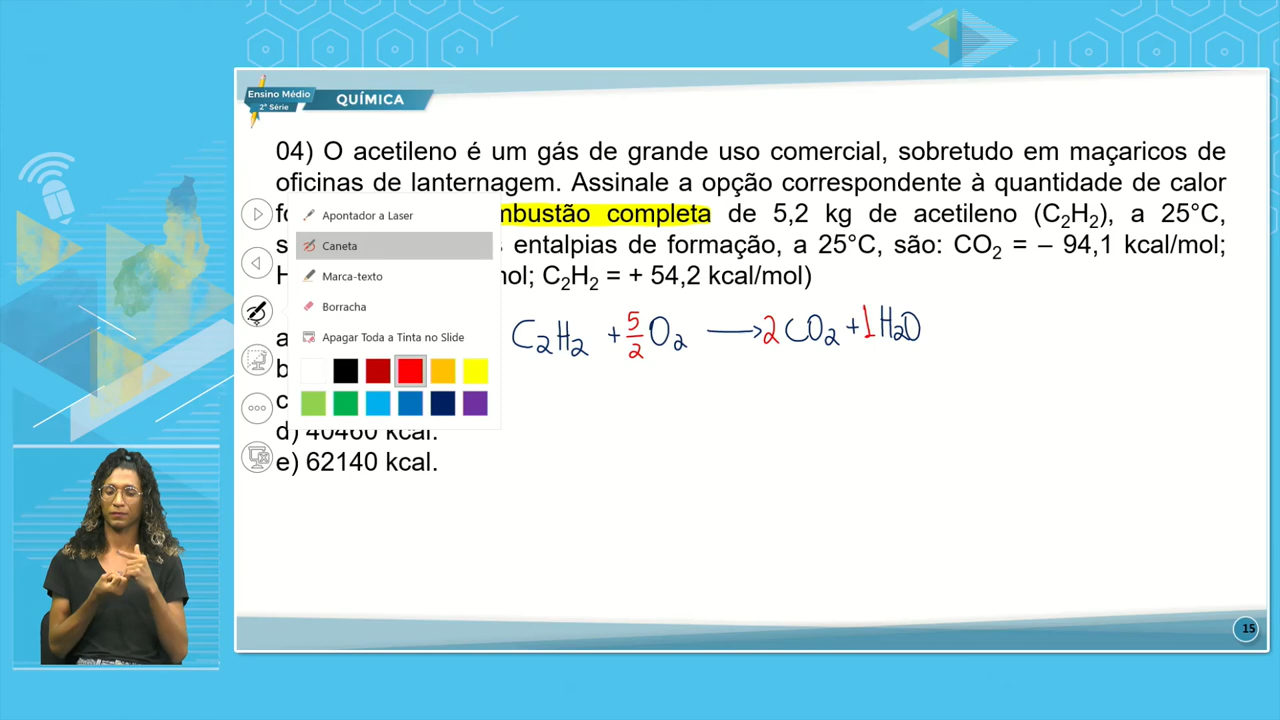 Ensino Médio
2ª Série
QUÍMICA
04) O acetileno é um gás de grande uso comercial, sobretudo em maçaricos de
oficinas de lanternagem. Assinale a opção correspondente à quantidade de calor
mbustão completa de 5,2 kg de acetileno (C₂H₂), a 25°C,
entalpias de formação, a 25°C, são: CO₂ = – 94,1 kcal/mol;
mol; C₂H₂ = + 54,2 kcal/mol)
Apontador a Laser
Caneta
Marca-texto
Borracha
Apagar Toda a Tinta no Slide
C₂H₂ + 5/2 O₂ → 2 CO₂ + 1 H₂O
a
b
c
d) 40460 kcal.
e) 62140 kcal.
15